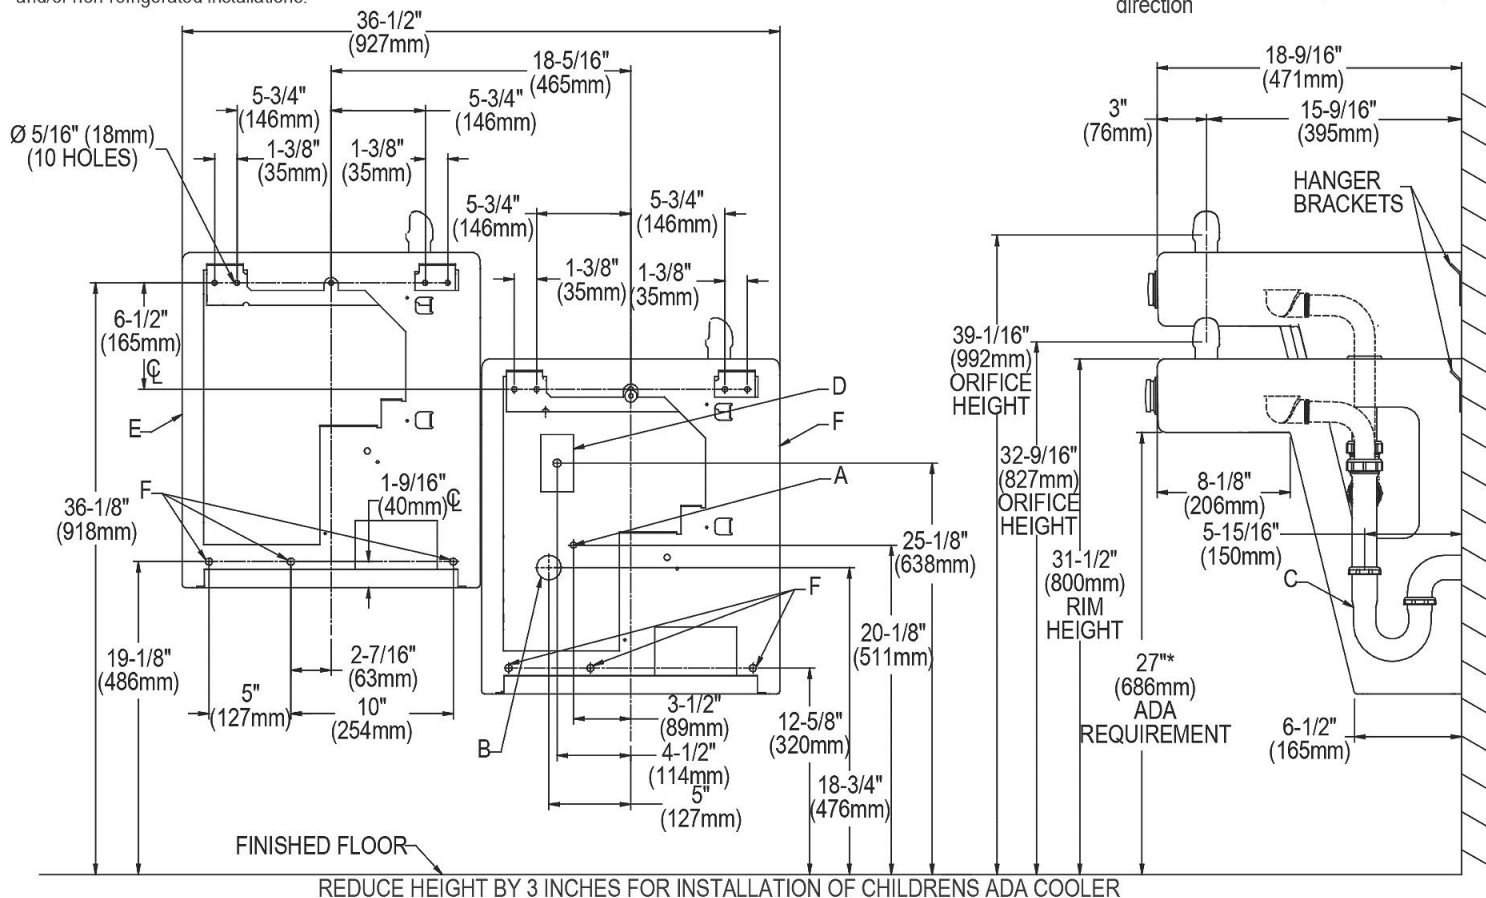 and/or non-refrigerated installations.
direction
36-1/2"
(927mm)
18-5/16"
(465mm)
5-3/4"
(146mm)
5-3/4"
(146mm)
Ø 5/16" (18mm)
(10 HOLES)
1-3/8"
(35mm)
1-3/8"
(35mm)
5-3/4"
(146mm)
5-3/4"
(146mm)
1-3/8"
(35mm)
1-3/8"
(35mm)
6-1/2"
(165mm)
℄
E
D
F
A
1-9/16"
(40mm)
℄
F
36-1/8"
(918mm)
25-1/8"
(638mm)
F
20-1/8"
(511mm)
19-1/8"
(486mm)
2-7/16"
(63mm)
5"
(127mm)
10"
(254mm)
B
3-1/2"
(89mm)
4-1/2"
(114mm)
5"
(127mm)
12-5/8"
(320mm)
18-3/4"
(476mm)
18-9/16"
(471mm)
3"
(76mm)
15-9/16"
(395mm)
HANGER
BRACKETS
39-1/16"
(992mm)
ORIFICE
HEIGHT
32-9/16"
(827mm)
ORIFICE
HEIGHT
8-1/8"
(206mm)
5-15/16"
(150mm)
31-1/2"
(800mm)
RIM
HEIGHT
C
27"*
(686mm)
ADA
REQUIREMENT
6-1/2"
(165mm)
FINISHED FLOOR
REDUCE HEIGHT BY 3 INCHES FOR INSTALLATION OF CHILDRENS ADA COOLER